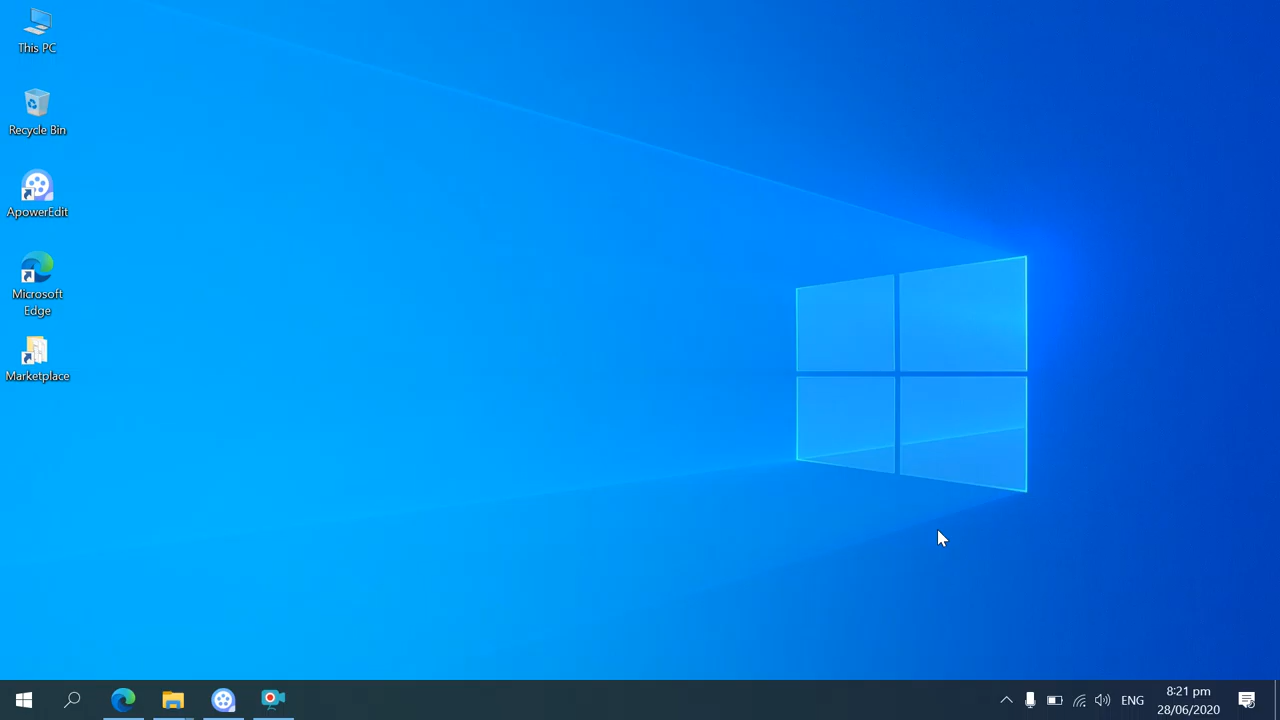 This PC
Recycle Bin
ApowerEdit
Microsoft
Edge
Marketplace
ENG
8:21 pm
28/06/2020